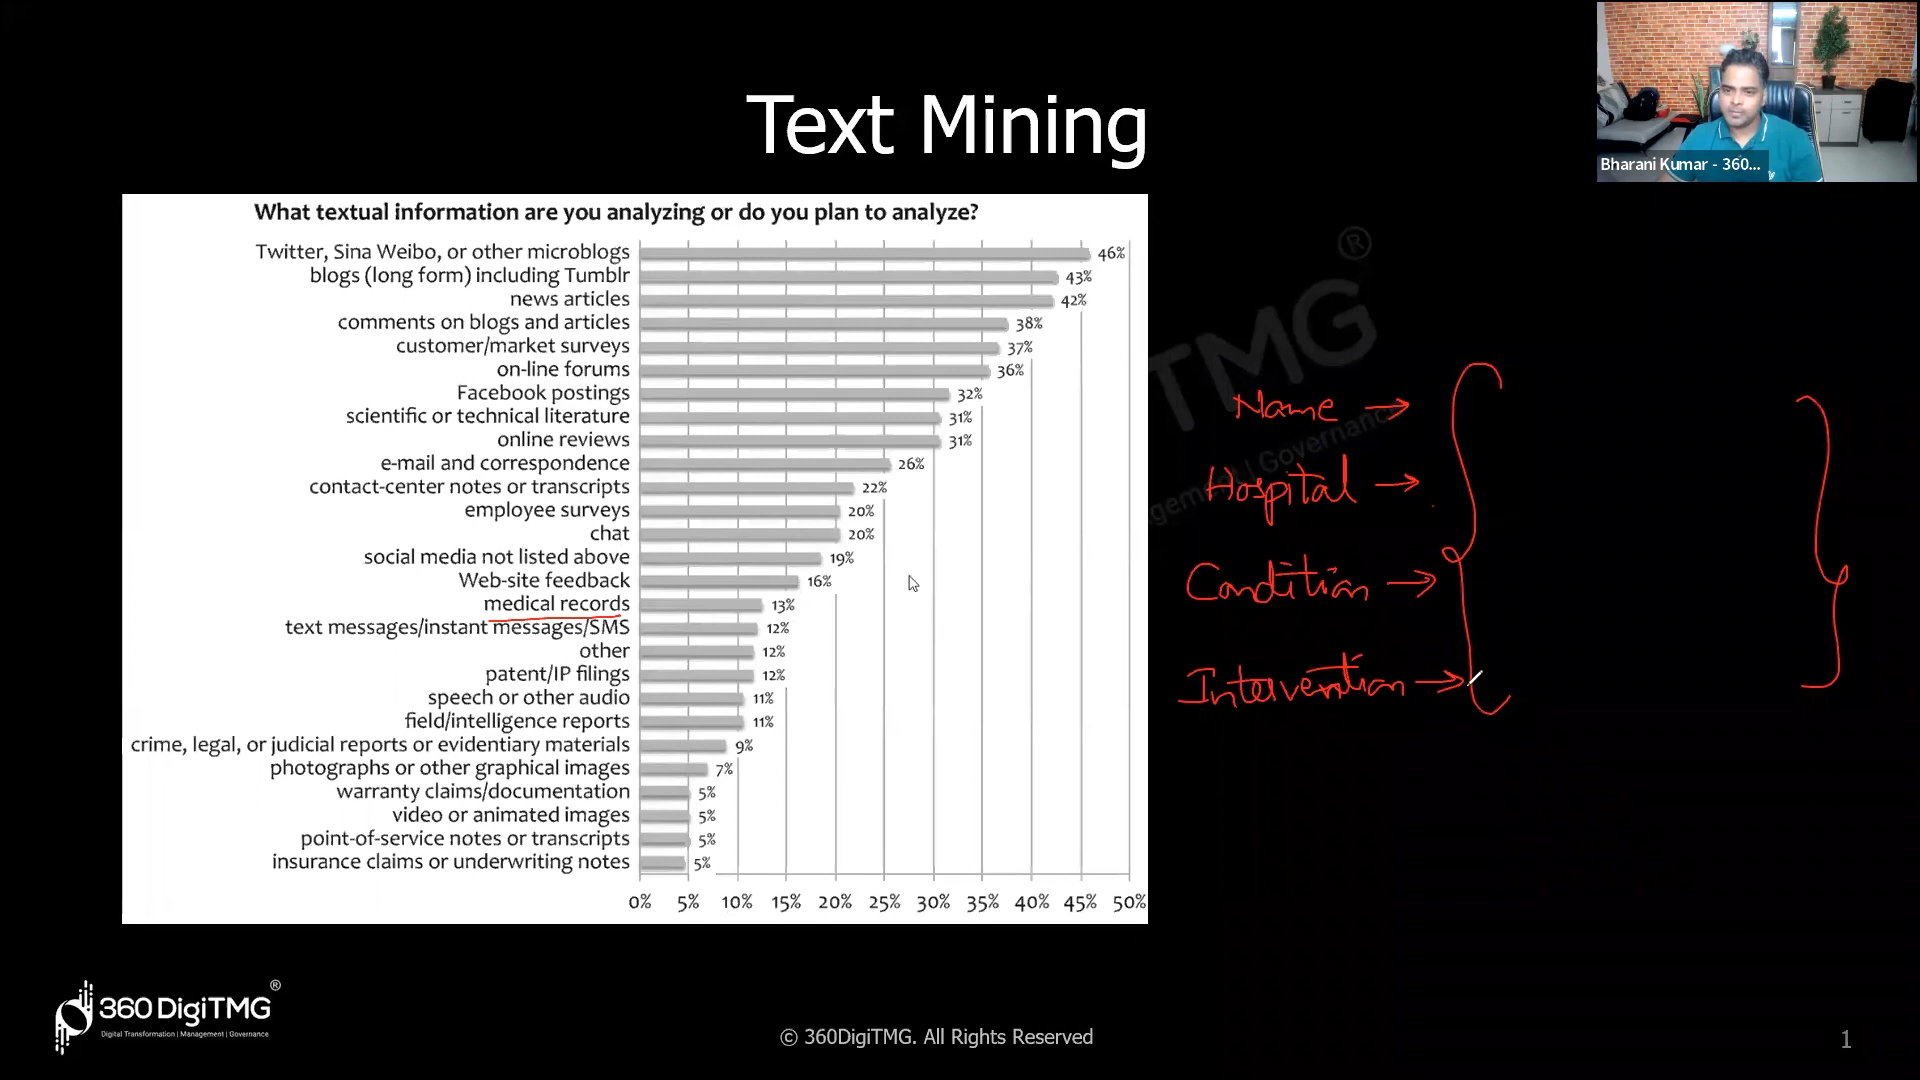 Text Mining
Bharani Kumar - 360...
What textual information are you analyzing or do you plan to analyze?
Twitter, Sina Weibo, or other microblogs 46%
blogs (long form) including Tumblr 43%
news articles 42%
comments on blogs and articles 38%
customer/market surveys 37%
on-line forums 36%
Facebook postings 32%
scientific or technical literature 31%
online reviews 31%
e-mail and correspondence 26%
contact-center notes or transcripts 22%
employee surveys 20%
chat 20%
social media not listed above 19%
Web-site feedback 16%
medical records 13%
text messages/instant messages/SMS 12%
other 12%
patent/IP filings 12%
speech or other audio 11%
field/intelligence reports 11%
crime, legal, or judicial reports or evidentiary materials 9%
photographs or other graphical images 7%
warranty claims/documentation 5%
video or animated images 5%
point-of-service notes or transcripts 5%
insurance claims or underwriting notes 5%
0% 5% 10% 15% 20% 25% 30% 35% 40% 45% 50%
®
TMG
Governanc
Name →
Hospital →
Condition →
Intervention →
360DigiTMG®
Digital Transformation | Management | Governance
© 360DigiTMG. All Rights Reserved
1